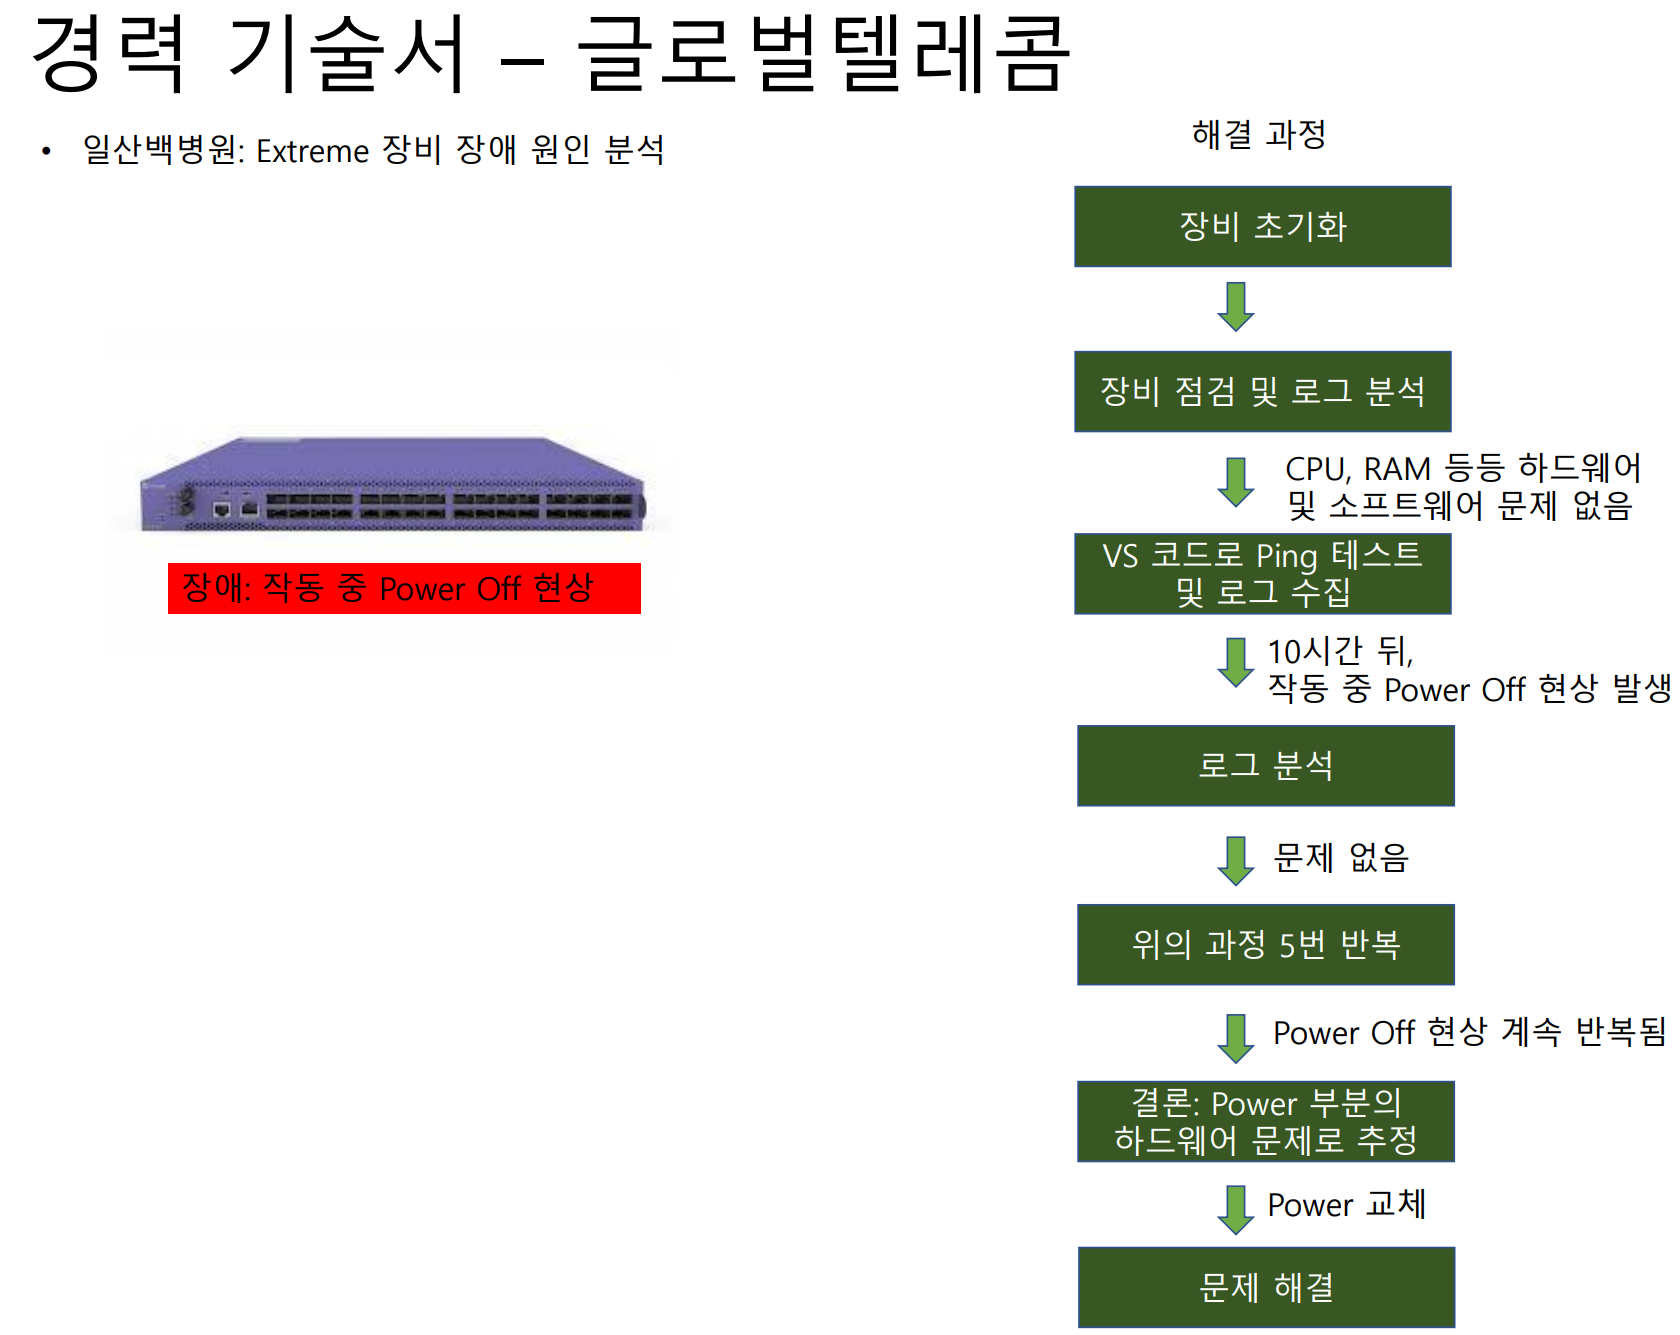 경력 기술서 – 글로벌텔레콤
• 일산백병원: Extreme 장비 장애 원인 분석
장애: 작동 중 Power Off 현상
해결 과정
장비 초기화
장비 점검 및 로그 분석
CPU, RAM 등등 하드웨어
및 소프트웨어 문제 없음
VS 코드로 Ping 테스트
및 로그 수집
10시간 뒤,
작동 중 Power Off 현상 발생
로그 분석
문제 없음
위의 과정 5번 반복
Power Off 현상 계속 반복됨
결론: Power 부분의
하드웨어 문제로 추정
Power 교체
문제 해결